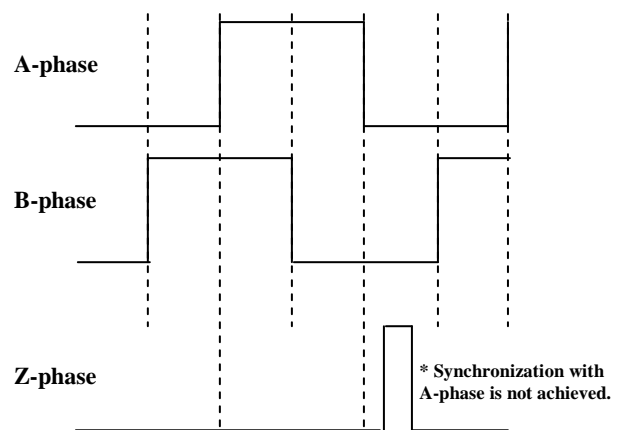 A-phase
B-phase
Z-phase
* Synchronization with
A-phase is not achieved.